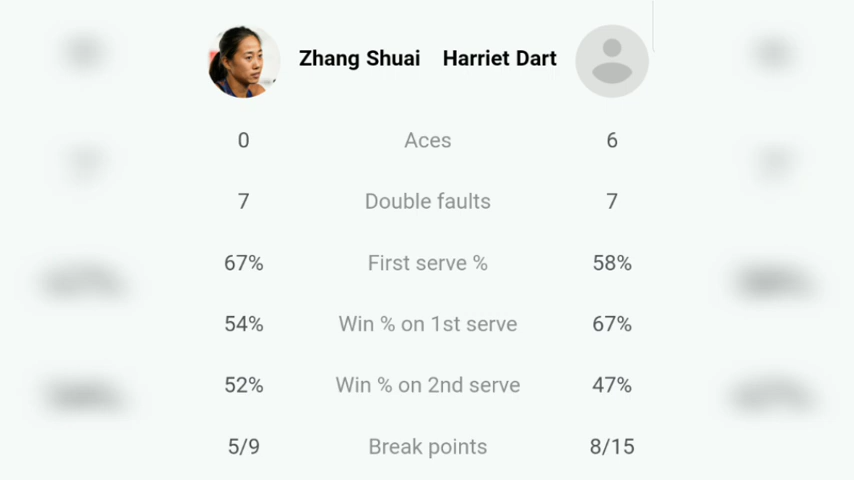 Zhang Shuai Harriet Dart
0 Aces 6
7 Double faults 7
67% First serve % 58%
54% Win % on 1st serve 67%
52% Win % on 2nd serve 47%
5/9 Break points 8/15